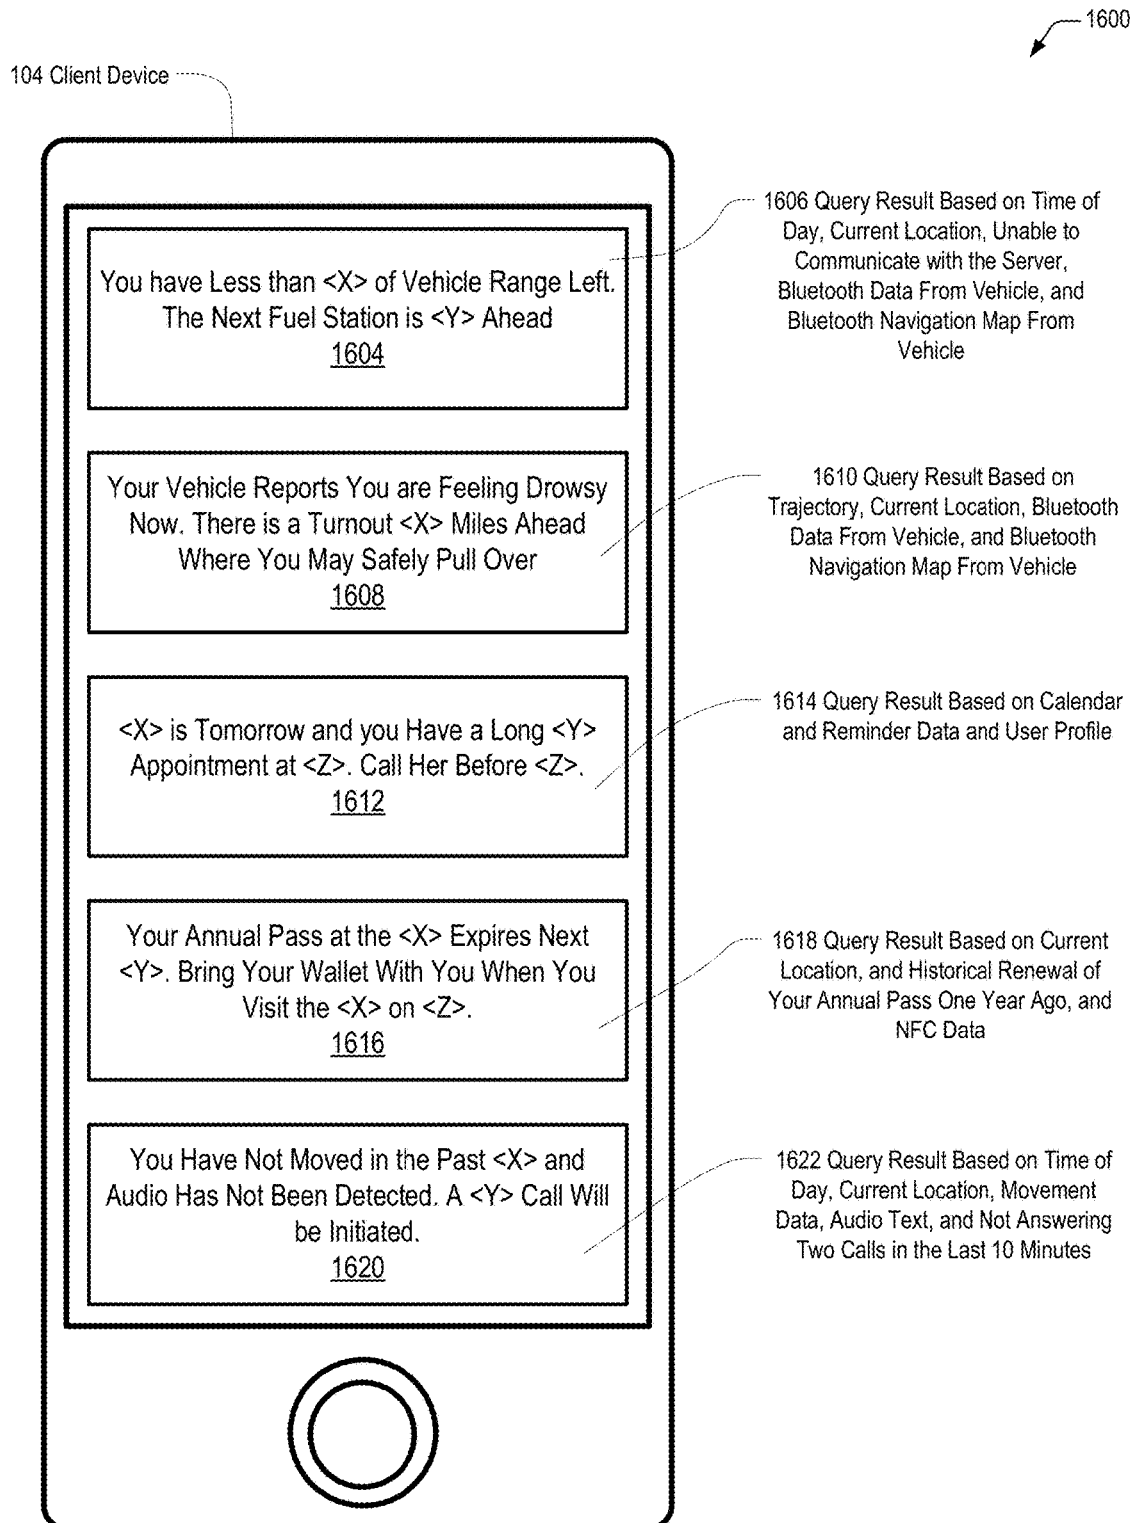 1600
104 Client Device
You have Less than <X> of Vehicle Range Left.
The Next Fuel Station is <Y> Ahead
1604
1606 Query Result Based on Time of
Day, Current Location, Unable to
Communicate with the Server,
Bluetooth Data From Vehicle, and
Bluetooth Navigation Map From
Vehicle
Your Vehicle Reports You are Feeling Drowsy
Now. There is a Turnout <X> Miles Ahead
Where You May Safely Pull Over
1608
1610 Query Result Based on
Trajectory, Current Location, Bluetooth
Data From Vehicle, and Bluetooth
Navigation Map From Vehicle
<X> is Tomorrow and you Have a Long <Y>
Appointment at <Z>. Call Her Before <Z>.
1612
1614 Query Result Based on Calendar
and Reminder Data and User Profile
Your Annual Pass at the <X> Expires Next
<Y>. Bring Your Wallet With You When You
Visit the <X> on <Z>.
1616
1618 Query Result Based on Current
Location, and Historical Renewal of
Your Annual Pass One Year Ago, and
NFC Data
You Have Not Moved in the Past <X> and
Audio Has Not Been Detected. A <Y> Call Will
be Initiated.
1620
1622 Query Result Based on Time of
Day, Current Location, Movement
Data, Audio Text, and Not Answering
Two Calls in the Last 10 Minutes